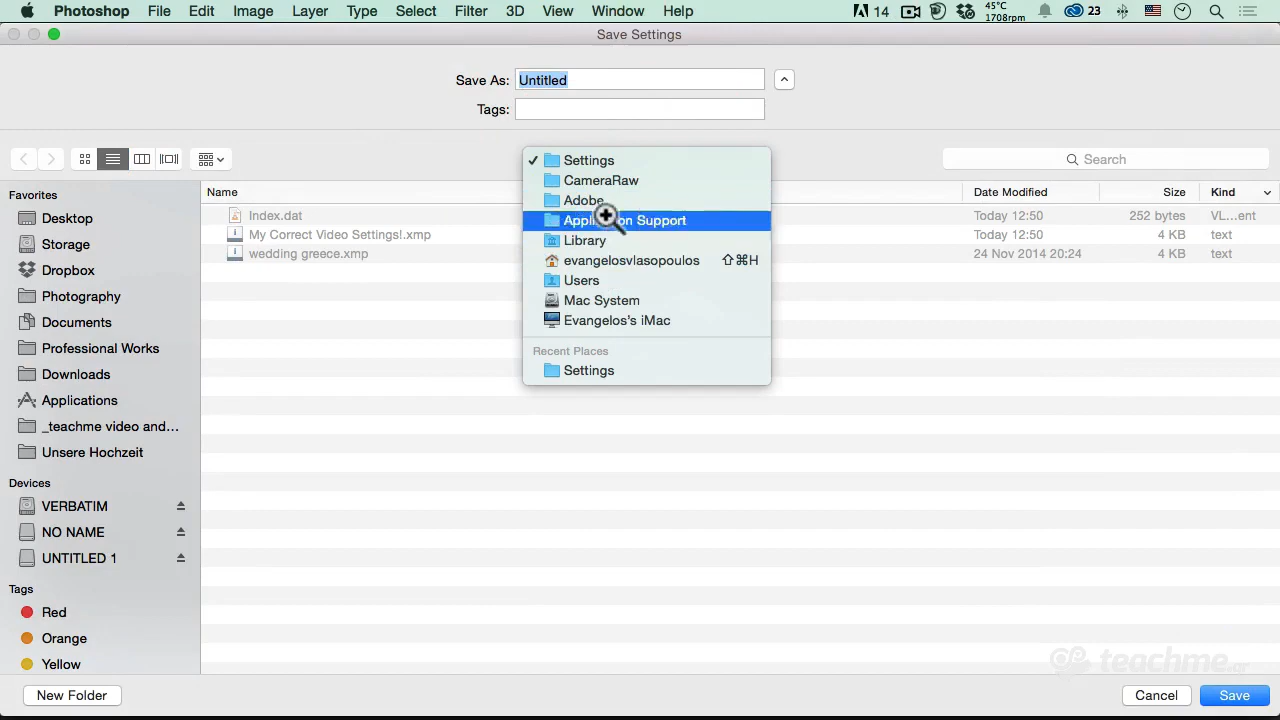 Photoshop File Edit Image Layer Type Select Filter 3D View Window Help 14 45°C 1708rpm 23
Save Settings
Save As: Untitled
Tags:
Search
Favorites
Desktop
Storage
Dropbox
Photography
Documents
Professional Works
Downloads
Applications
_teachme video and...
Unsere Hochzeit
Devices
VERBATIM
NO NAME
UNTITLED 1
Tags
Red
Orange
Yellow
Name Date Modified Size Kind
Index.dat Today 12:50 252 bytes VL...ent
My Correct Video Settings!.xmp Today 12:50 4 KB text
wedding greece.xmp 24 Nov 2014 20:24 4 KB text
✓ Settings
CameraRaw
Adobe
Application Support
Library
evangelosvlasopoulos ⇧⌘H
Users
Mac System
Evangelos's iMac
Recent Places
Settings
teachme.gr
New Folder Cancel Save